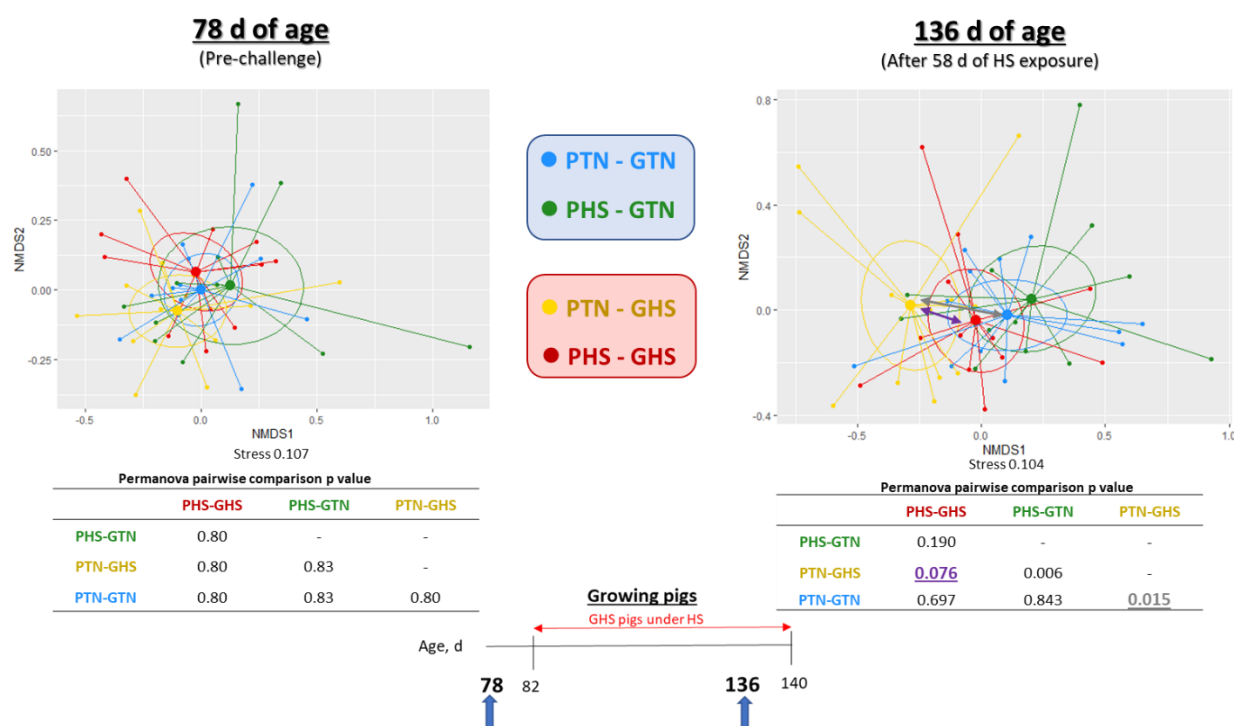 78 d of age
(Pre-challenge)
NMDS2
0.50
0.25
0.00
-0.25
-0.5
0.0
0.5
1.0
NMDS1
Stress 0.107
PTN - GTN
PHS - GTN
PTN - GHS
PHS - GHS
136 d of age
(After 58 d of HS exposure)
NMDS2
0.8
0.4
0.0
-0.4
-0.5
0.0
0.5
1.0
NMDS1
Stress 0.104
Permanova pairwise comparison p value
PHS-GHS PHS-GTN PTN-GHS
PHS-GTN 0.80 - -
PTN-GHS 0.80 0.83 -
PTN-GTN 0.80 0.83 0.80
Permanova pairwise comparison p value
PHS-GHS PHS-GTN PTN-GHS
PHS-GTN 0.190 - -
PTN-GHS 0.076 0.006 -
PTN-GTN 0.697 0.843 0.015
Growing pigs
GHS pigs under HS
Age, d
78 82 136 140